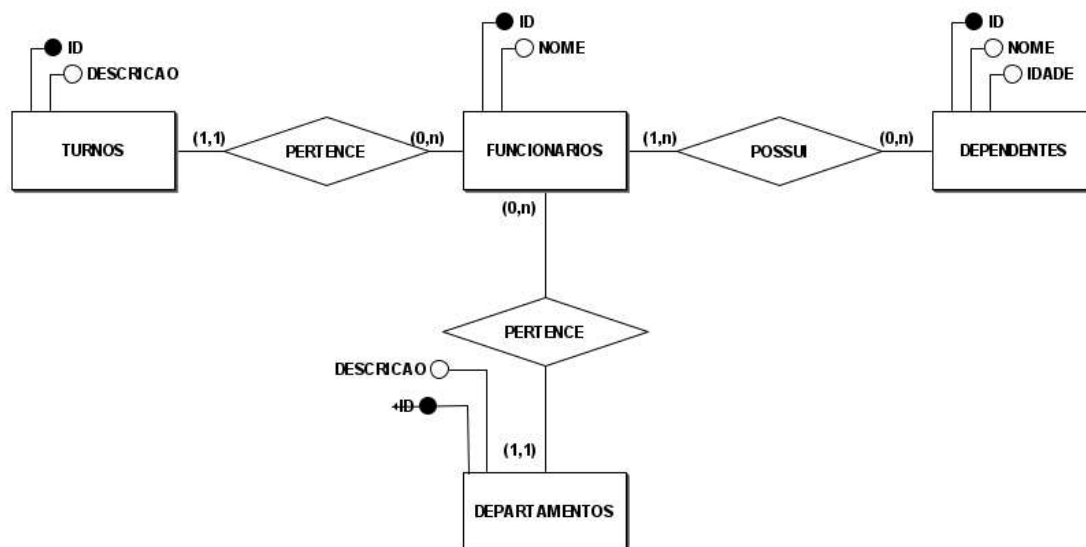 ID
DESCRICAO
TURNOS
(1,1)
PERTENCE
(0,n)
ID
NOME
FUNCIONARIOS
(1,n)
POSSUI
(0,n)
ID
NOME
IDADE
DEPENDENTES
(0,n)
PERTENCE
DESCRICAO
ID
(1,1)
DEPARTAMENTOS